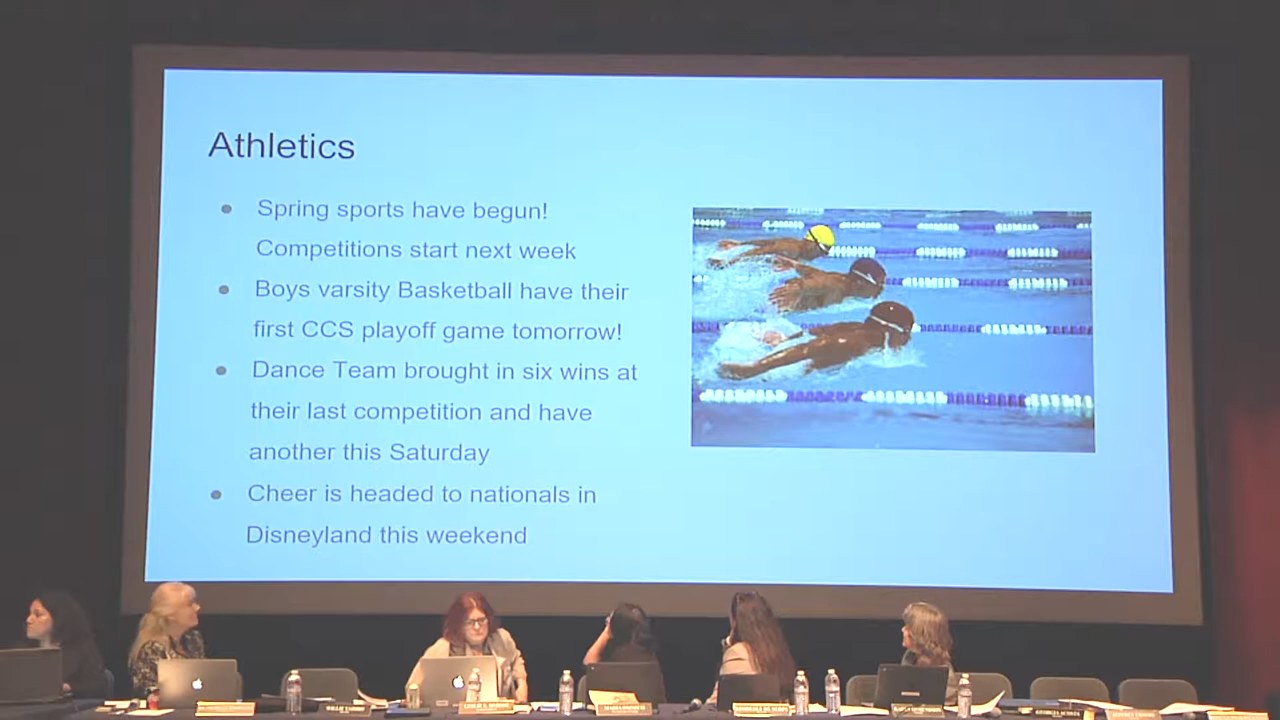 Athletics
Spring sports have begun!
Competitions start next week
Boys varsity Basketball have their
first CCS playoff game tomorrow!
Dance Team brought in six wins at
their last competition and have
another this Saturday
Cheer is headed to nationals in
Disneyland this weekend